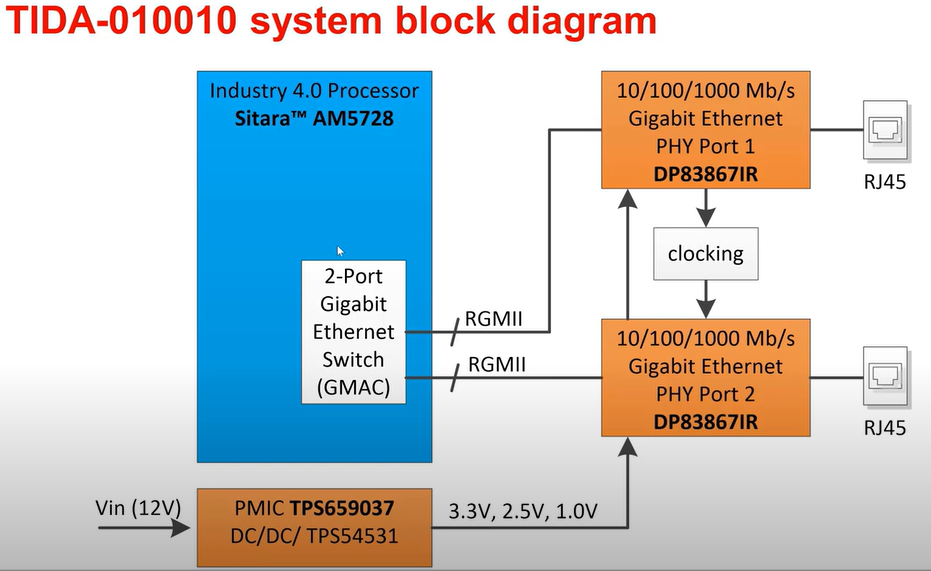 TIDA-010010 system block diagram
Industry 4.0 Processor
Sitara™ AM5728
2-Port
Gigabit
Ethernet
Switch
(GMAC)
RGMII
RGMII
10/100/1000 Mb/s
Gigabit Ethernet
PHY Port 1
DP83867IR
RJ45
clocking
10/100/1000 Mb/s
Gigabit Ethernet
PHY Port 2
DP83867IR
RJ45
Vin (12V)
PMIC TPS659037
DC/DC/ TPS54531
3.3V, 2.5V, 1.0V